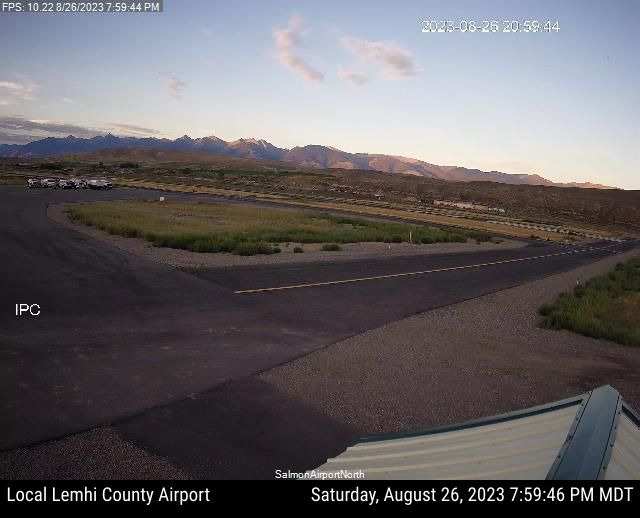 FPS: 10.22 8/26/2023 7:59:44 PM
2023-08-26 20:59:44
IPC
SalmonAirportNorth
Local Lemhi County Airport
Saturday, August 26, 2023 7:59:46 PM MDT